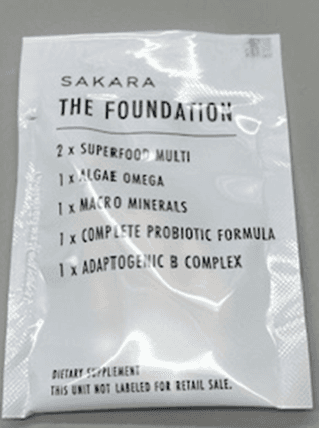 SAKARA
THE FOUNDATION
2 x SUPERFOOD MULTI
1 x ALGAE OMEGA
1 x MACRO MINERALS
1 x COMPLETE PROBIOTIC FORMULA
1 x ADAPTOGENIC B COMPLEX
DIETARY SUPPLEMENT
THIS UNIT NOT LABELED FOR RETAIL SALE.